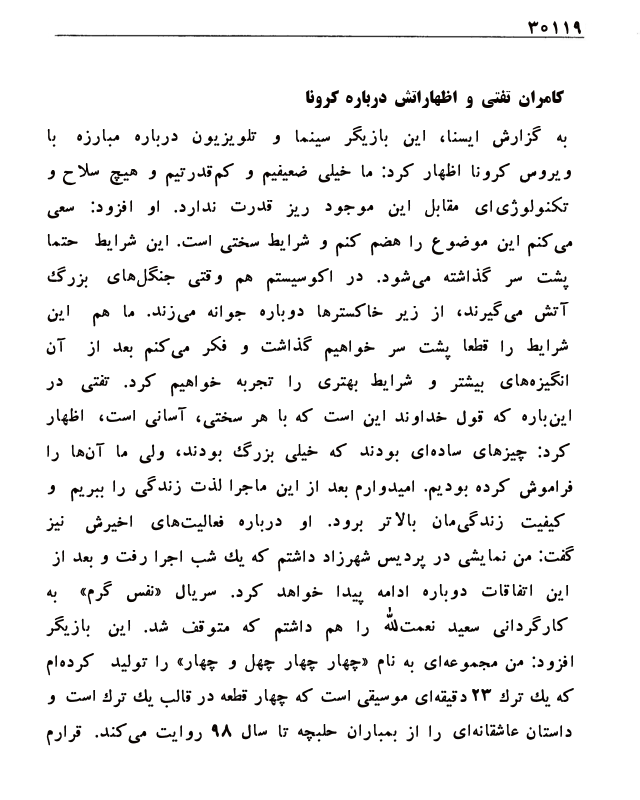 ۳۰۱۱۹
کامران تفتی و اظهاراتش درباره کرونا
به گزارش ایسنا، این بازیگر سینما و تلویزیون درباره مبارزه با
ویروس کرونا اظهار کرد: ما خیلی ضعیفیم و کم‌قدرتیم و هیچ سلاح و
تکنولوژی‌ای مقابل این موجود ریز قدرت ندارد. او افزود: سعی
می‌کنم این موضوع را هضم کنم و شرایط سختی است. این شرایط حتما
پشت سر گذاشته می‌شود. در اکوسیستم هم وقتی جنگل‌های بزرگ
آتش می‌گیرند، از زیر خاکسترها دوباره جوانه می‌زند. ما هم این
شرایط را قطعا پشت سر خواهیم گذاشت و فکر می‌کنم بعد از آن
انگیزه‌های بیشتر و شرایط بهتری را تجربه خواهیم کرد. تفتی در
این‌باره که قول خداوند این است که با هر سختی، آسانی است، اظهار
کرد: چیزهای ساده‌ای بودند که خیلی بزرگ بودند، ولی ما آن‌ها را
فراموش کرده بودیم. امیدوارم بعد از این ماجرا لذت زندگی را ببریم و
کیفیت زندگی‌مان بالاتر برود. او درباره فعالیت‌های اخیرش نیز
گفت: من نمایشی در پردیس شهرزاد داشتم که یك شب اجرا رفت و بعد از
این اتفاقات دوباره ادامه پیدا خواهد کرد. سریال «نفس گرم» به
کارگردانی سعید نعمت‌الله را هم داشتم که متوقف شد. این بازیگر
افزود: من مجموعه‌ای به نام «چهار چهار چهل و چهار» را تولید کرده‌ام
که یك ترك ۲۳ دقیقه‌ای موسیقی است که چهار قطعه در قالب یك ترك است و
داستان عاشقانه‌ای را از بمباران حلبچه تا سال ۹۸ روایت می‌کند. قرارم